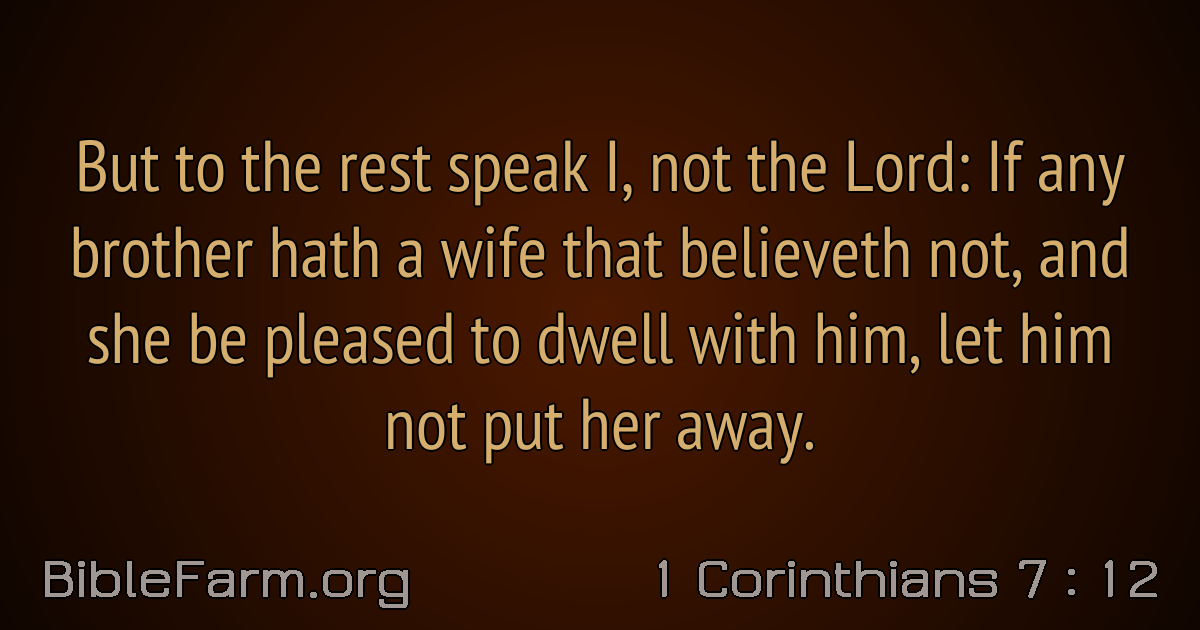 But to the rest speak I, not the Lord: If any
brother hath a wife that believeth not, and
she be pleased to dwell with him, let him
not put her away.
BibleFarm.org
1 Corinthians 7 : 12